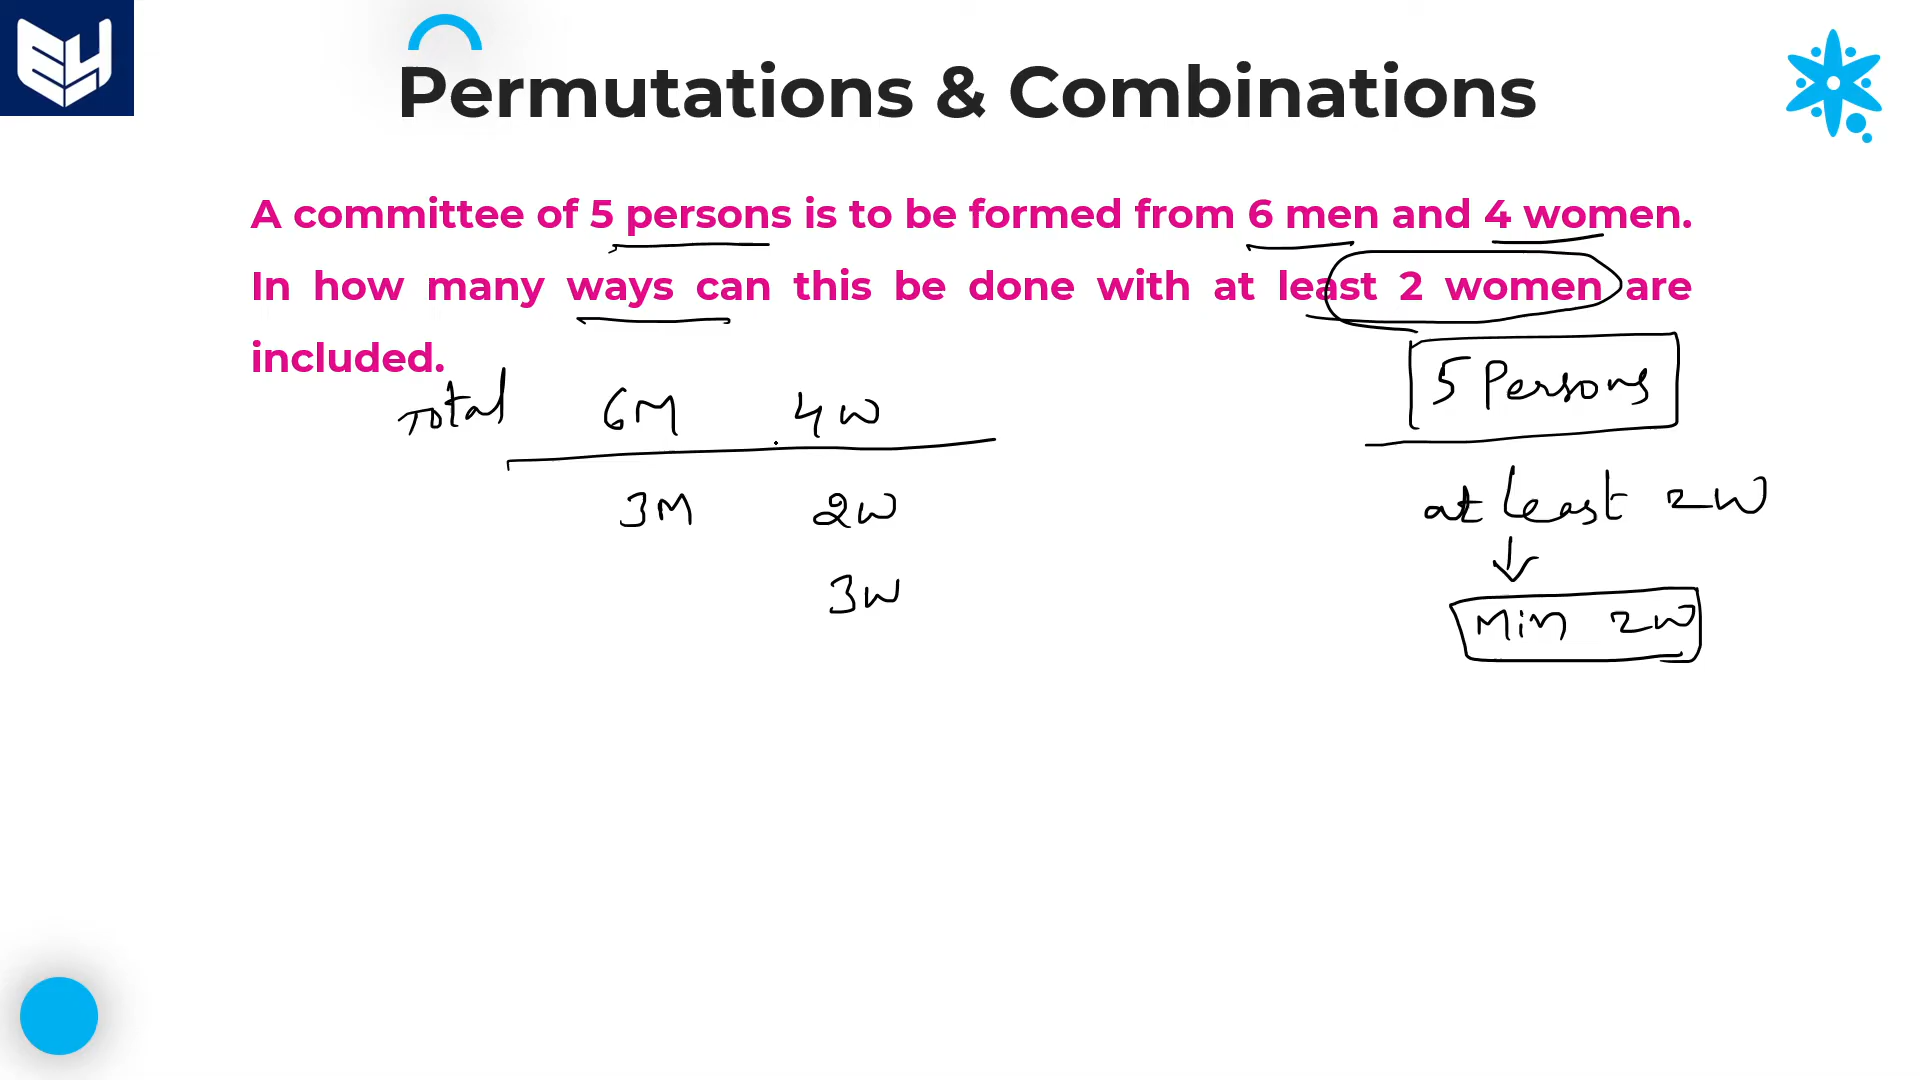 Permutations & Combinations
A committee of 5 persons is to be formed from 6 men and 4 women.
In how many ways can this be done with at least 2 women are
included.
Total 6M 4W
5 Persons
3M 2W
at least 2W
3W
Min 2W